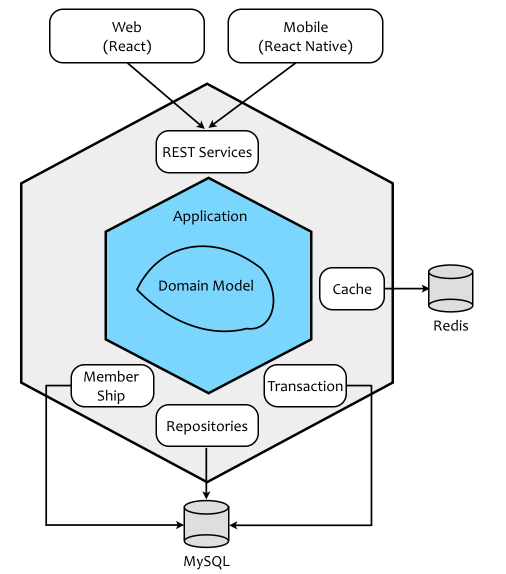 Web
(React)
Mobile
(React Native)
REST Services
Application
Domain Model
Cache
Redis
Member
Ship
Transaction
Repositories
MySQL